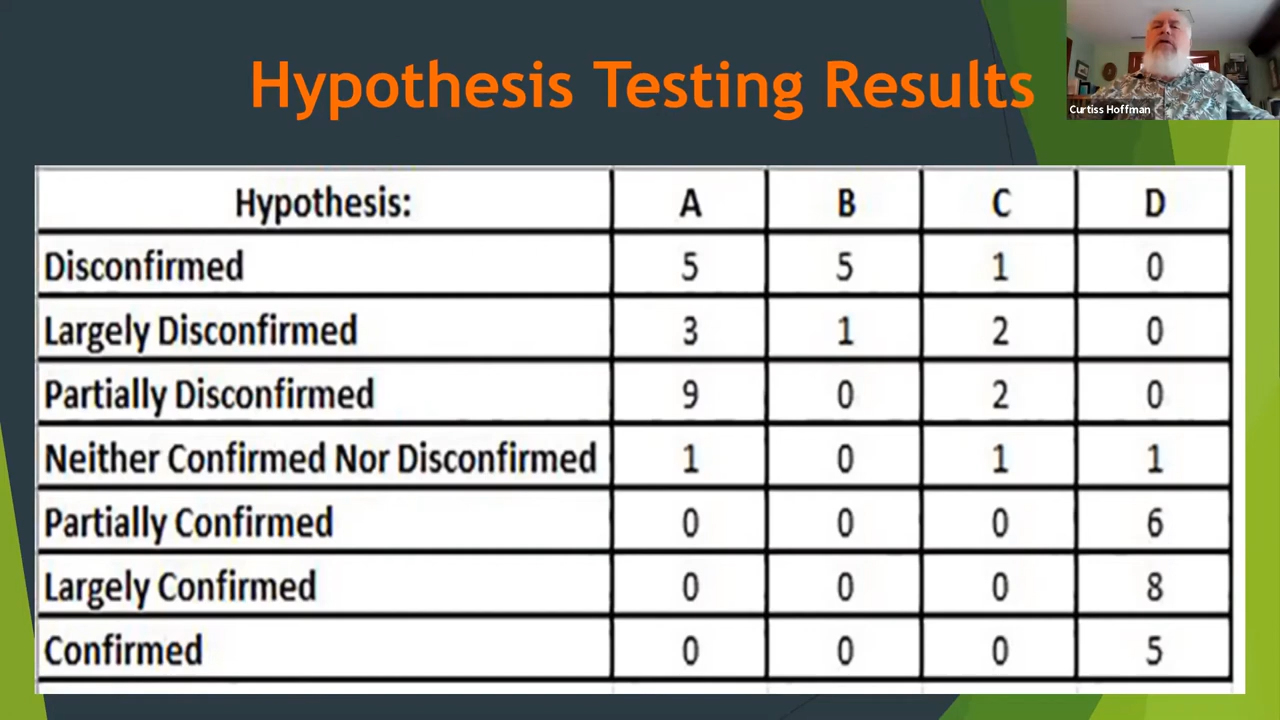 Hypothesis Testing Results
Curtiss Hoffman
Hypothesis: A B C D
Disconfirmed 5 5 1 0
Largely Disconfirmed 3 1 2 0
Partially Disconfirmed 9 0 2 0
Neither Confirmed Nor Disconfirmed 1 0 1 1
Partially Confirmed 0 0 0 6
Largely Confirmed 0 0 0 8
Confirmed 0 0 0 5